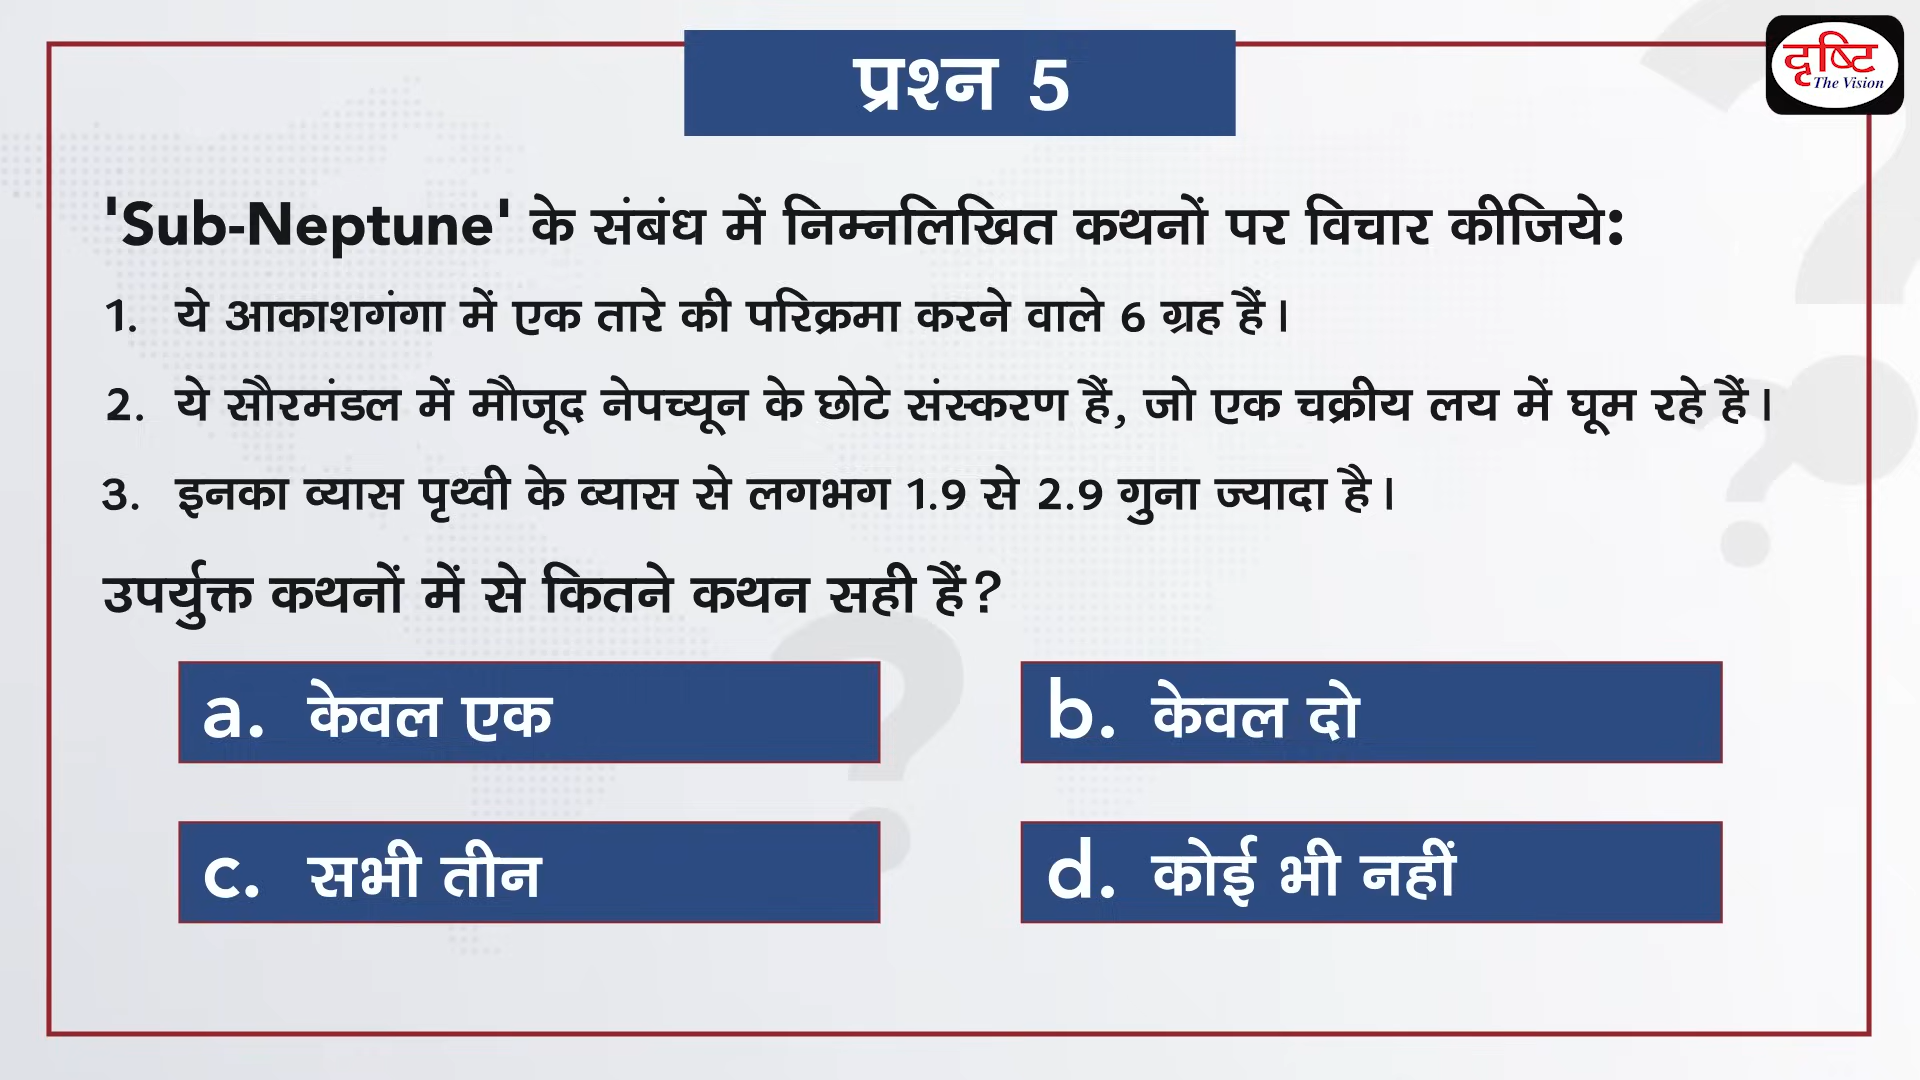 प्रश्न 5
दृष्टि
The Vision
'Sub-Neptune' के संबंध में निम्नलिखित कथनों पर विचार कीजिये:
1. ये आकाशगंगा में एक तारे की परिक्रमा करने वाले 6 ग्रह हैं।
2. ये सौरमंडल में मौजूद नेपच्यून के छोटे संस्करण हैं, जो एक चक्रीय लय में घूम रहे हैं।
3. इनका व्यास पृथ्वी के व्यास से लगभग 1.9 से 2.9 गुना ज्यादा है।
उपर्युक्त कथनों में से कितने कथन सही हैं?
a. केवल एक
b. केवल दो
c. सभी तीन
d. कोई भी नहीं